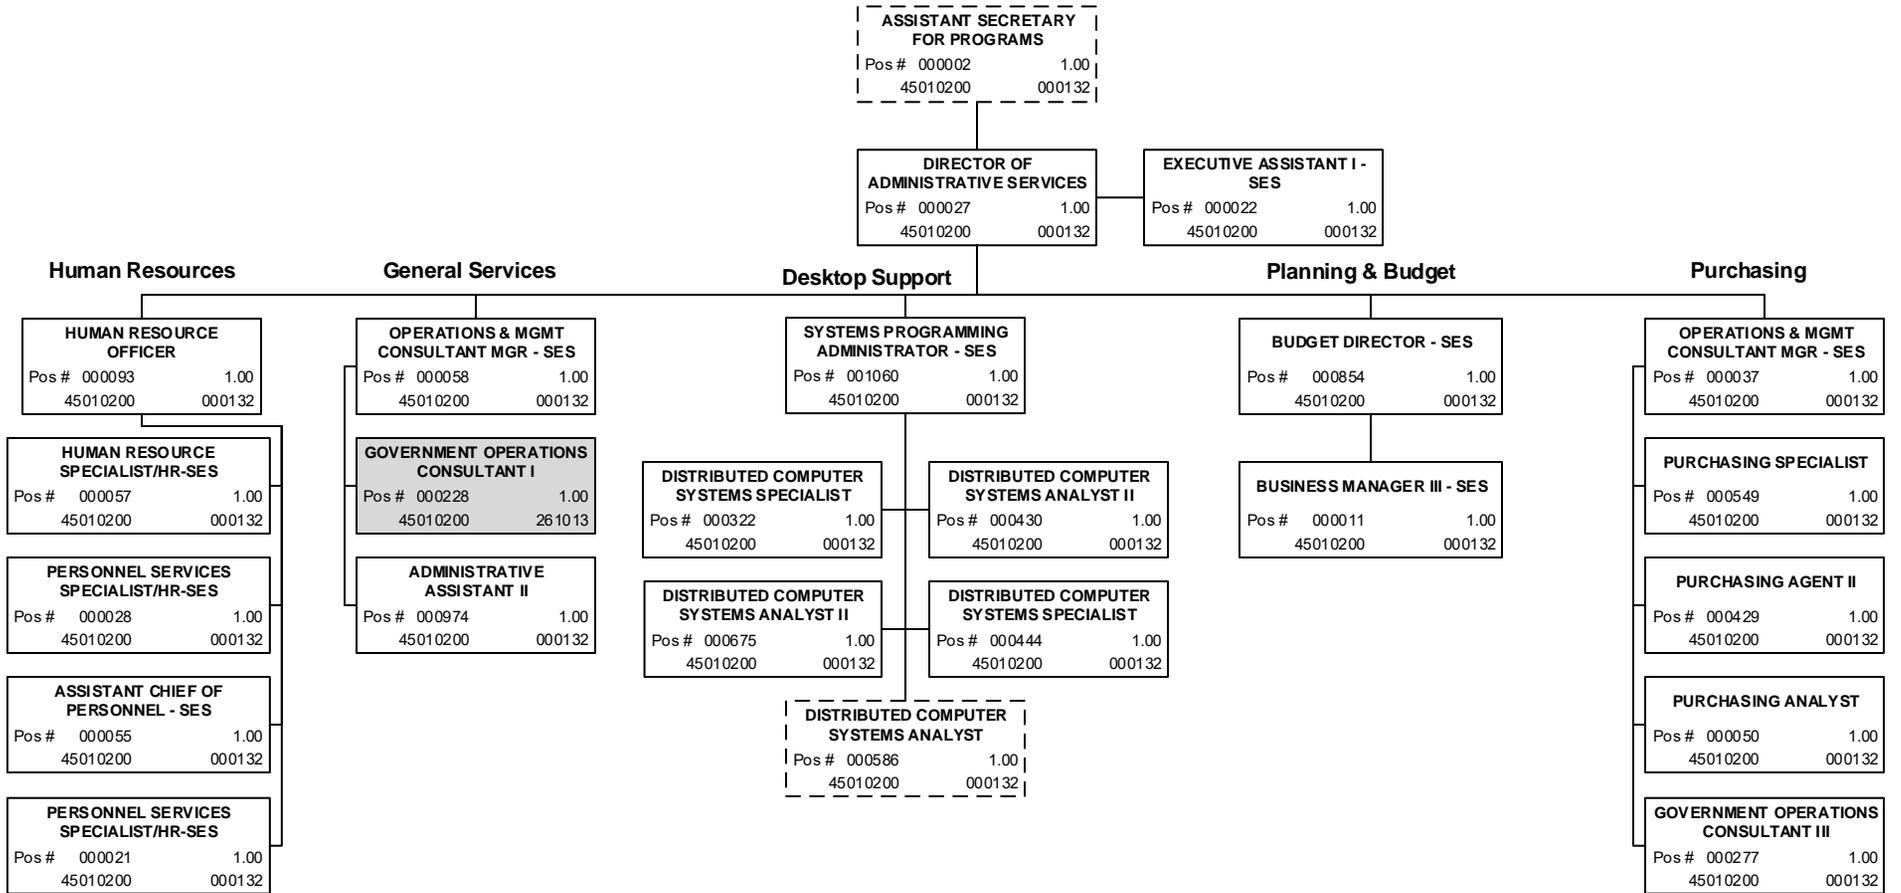 ASSISTANT SECRETARY
FOR PROGRAMS
Pos # 000002 1.00
45010200 000132
DIRECTOR OF
ADMINISTRATIVE SERVICES
Pos # 000027 1.00
45010200 000132
EXECUTIVE ASSISTANT I -
SES
Pos # 000022 1.00
45010200 000132
Human Resources
HUMAN RESOURCE
OFFICER
Pos # 000093 1.00
45010200 000132
HUMAN RESOURCE
SPECIALIST/HR-SES
Pos # 000057 1.00
45010200 000132
PERSONNEL SERVICES
SPECIALIST/HR-SES
Pos # 000028 1.00
45010200 000132
ASSISTANT CHIEF OF
PERSONNEL - SES
Pos # 000055 1.00
45010200 000132
PERSONNEL SERVICES
SPECIALIST/HR-SES
Pos # 000021 1.00
45010200 000132
General Services
OPERATIONS & MGMT
CONSULTANT MGR - SES
Pos # 000058 1.00
45010200 000132
GOVERNMENT OPERATIONS
CONSULTANT I
Pos # 000228 1.00
45010200 261013
ADMINISTRATIVE
ASSISTANT II
Pos # 000974 1.00
45010200 000132
Desktop Support
SYSTEMS PROGRAMMING
ADMINISTRATOR - SES
Pos # 001060 1.00
45010200 000132
DISTRIBUTED COMPUTER
SYSTEMS SPECIALIST
Pos # 000322 1.00
45010200 000132
DISTRIBUTED COMPUTER
SYSTEMS ANALYST II
Pos # 000430 1.00
45010200 000132
DISTRIBUTED COMPUTER
SYSTEMS ANALYST II
Pos # 000675 1.00
45010200 000132
DISTRIBUTED COMPUTER
SYSTEMS SPECIALIST
Pos # 000444 1.00
45010200 000132
DISTRIBUTED COMPUTER
SYSTEMS ANALYST
Pos # 000586 1.00
45010200 000132
Planning & Budget
BUDGET DIRECTOR - SES
Pos # 000854 1.00
45010200 000132
BUSINESS MANAGER III - SES
Pos # 000011 1.00
45010200 000132
Purchasing
OPERATIONS & MGMT
CONSULTANT MGR - SES
Pos # 000037 1.00
45010200 000132
PURCHASING SPECIALIST
Pos # 000549 1.00
45010200 000132
PURCHASING AGENT II
Pos # 000429 1.00
45010200 000132
PURCHASING ANALYST
Pos # 000050 1.00
45010200 000132
GOVERNMENT OPERATIONS
CONSULTANT III
Pos # 000277 1.00
45010200 000132